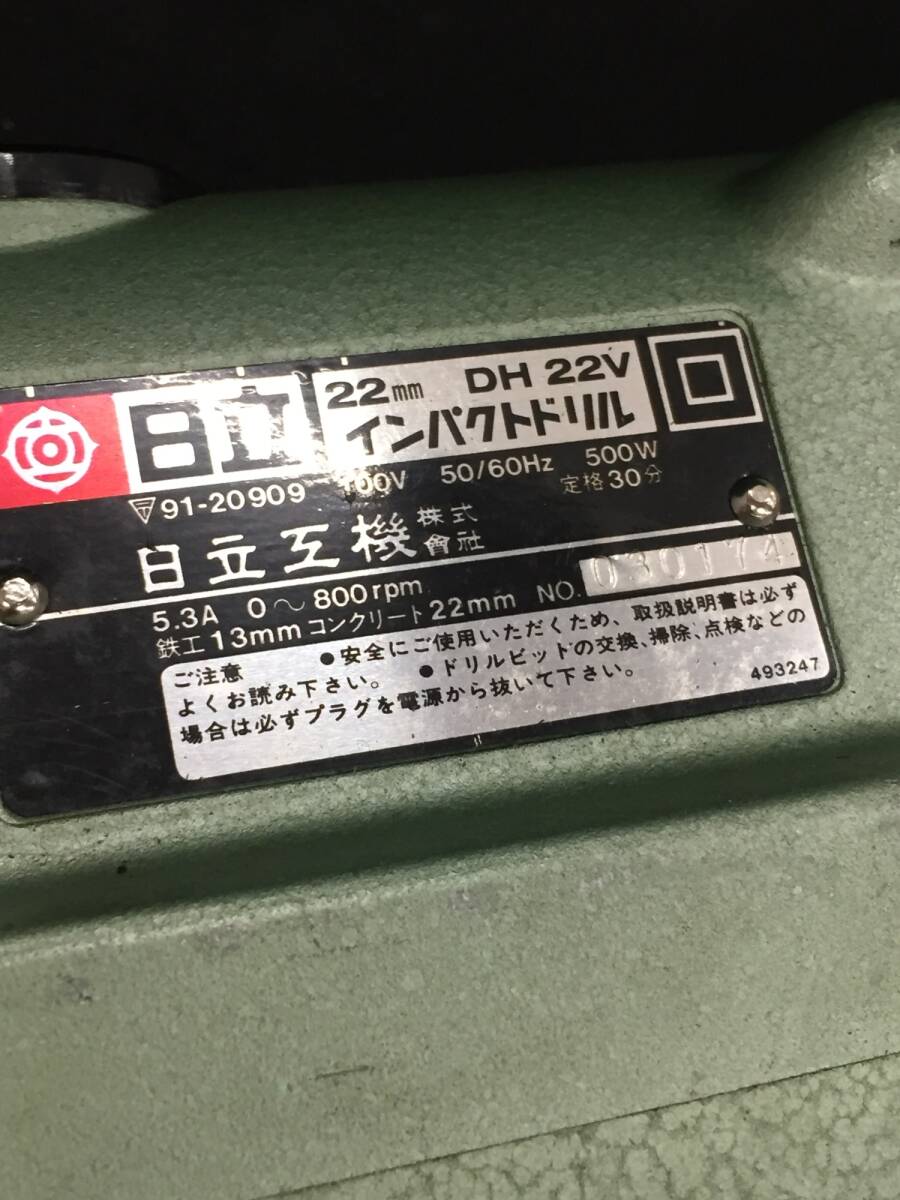 日立
22mm DH 22V
インパクトドリル
〒91-20909
100V 50/60Hz 500W
定格30分
日立工機株式會社
5.3A 0～800rpm
NO. 030174
鉄工13mm コンクリート22mm
ご注意 ●安全にご使用いただくため、取扱説明書は必ず
よくお読み下さい。 ●ドリルビットの交換、掃除、点検などの
場合は必ずプラグを電源から抜いて下さい。
493247